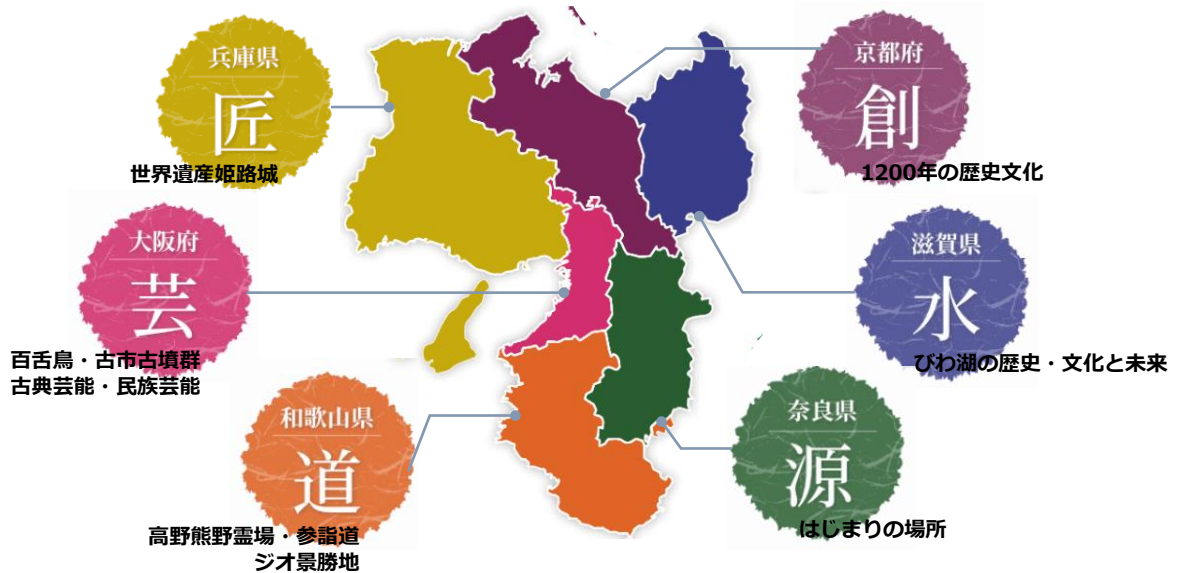 兵庫県
匠
世界遺産姫路城
京都府
創
1200年の歴史文化
大阪府
芸
百舌鳥・古市古墳群
古典芸能・民族芸能
滋賀県
水
びわ湖の歴史・文化と未来
和歌山県
道
高野熊野霊場・参詣道
ジオ景勝地
奈良県
源
はじまりの場所